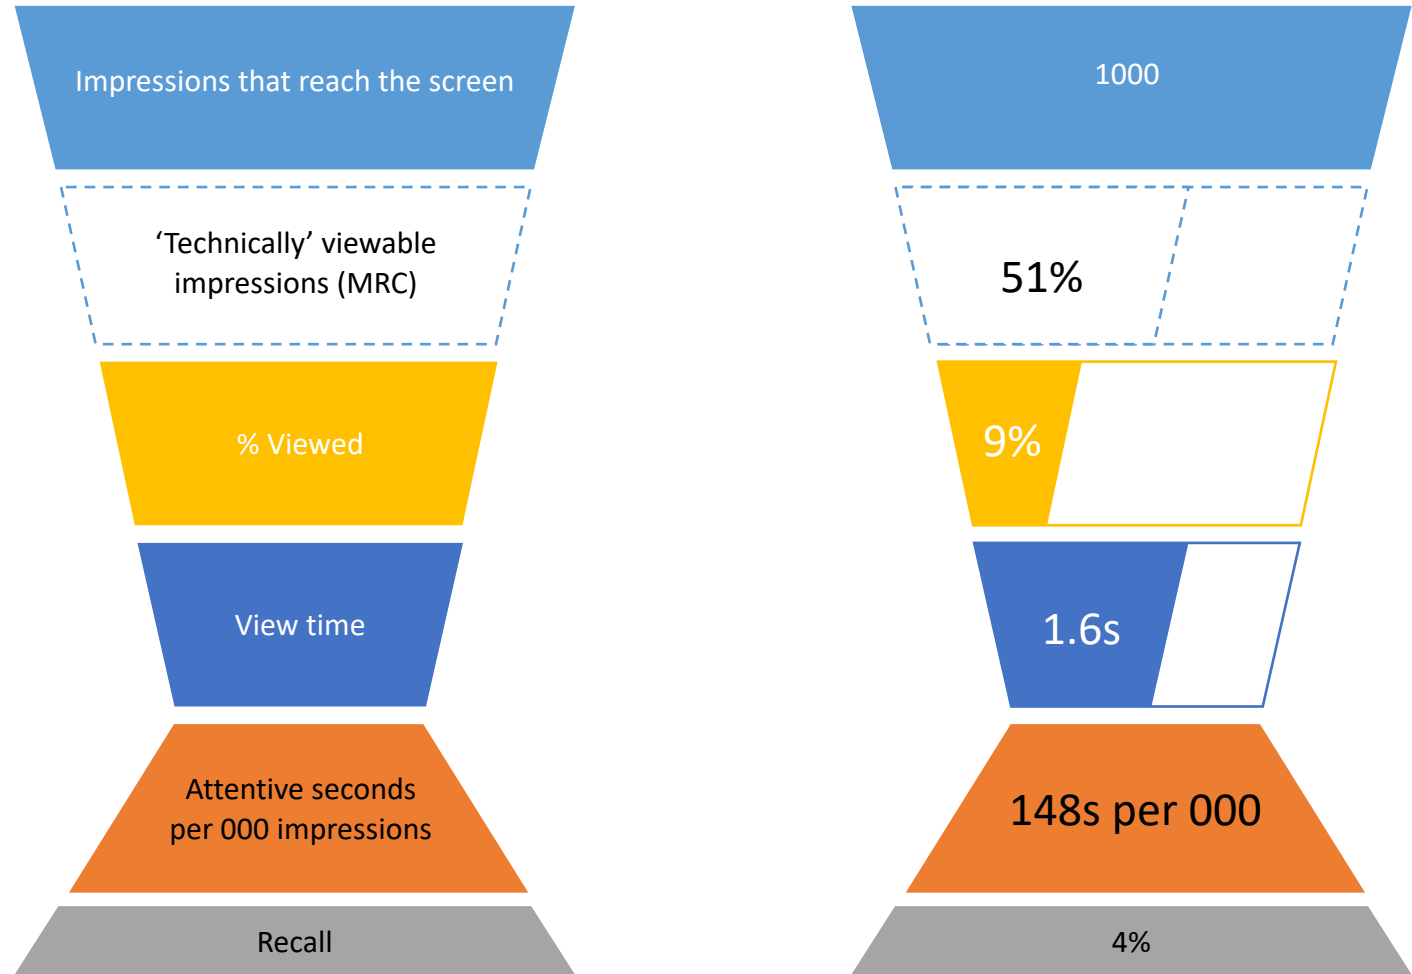 Impressions that reach the screen
1000
‘Technically’ viewable
impressions (MRC)
51%
% Viewed
9%
View time
1.6s
Attentive seconds
per 000 impressions
148s per 000
Recall
4%